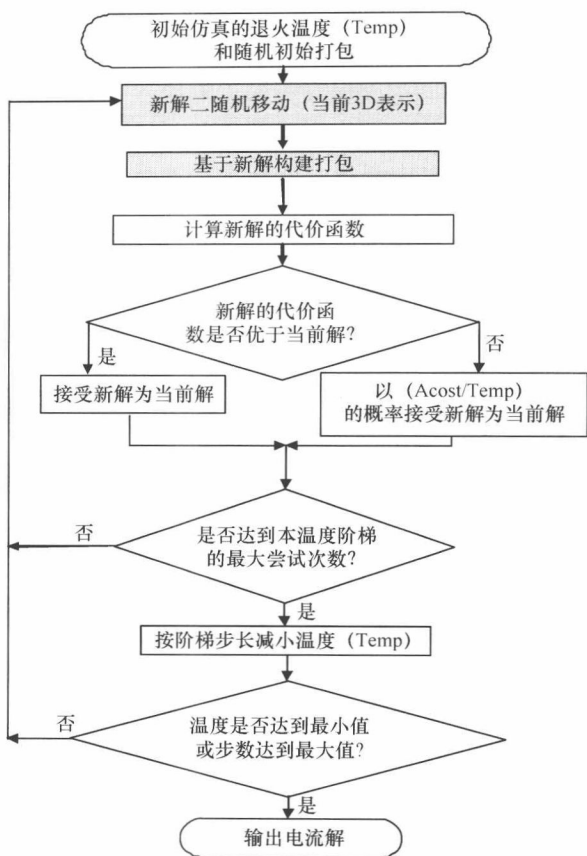 初始仿真的退火温度（Temp）
和随机初始打包
新解二随机移动（当前3D表示）
基于新解构建打包
计算新解的代价函数
新解的代价函
数是否优于当前解？
是
否
接受新解为当前解
以（Acost/Temp）
的概率接受新解为当前解
否
是否达到本温度阶梯
的最大尝试次数？
是
按阶梯步长减小温度（Temp）
否
温度是否达到最小值
或步数达到最大值？
是
输出电流解